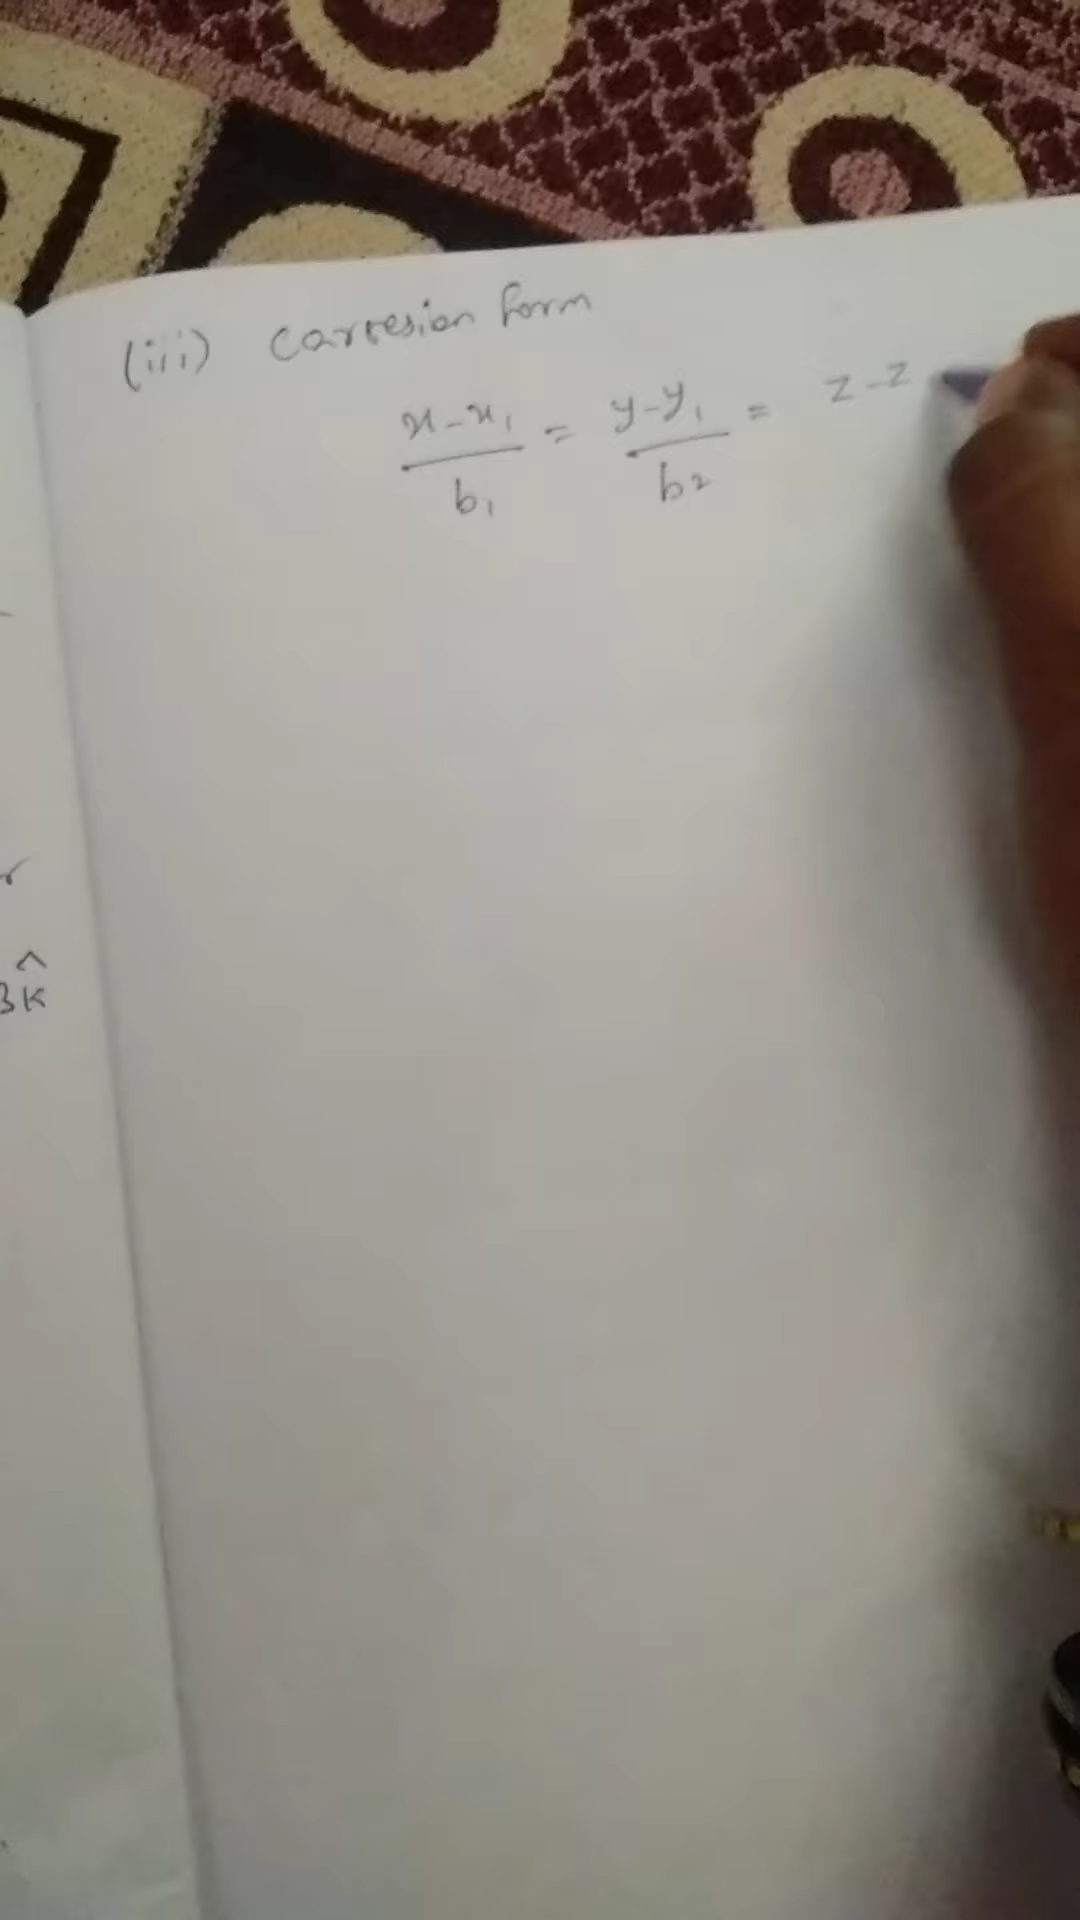 (iii) Cartesian form
x-x₁ = y-y₁ = z-z
b₁ b₂
3k̂